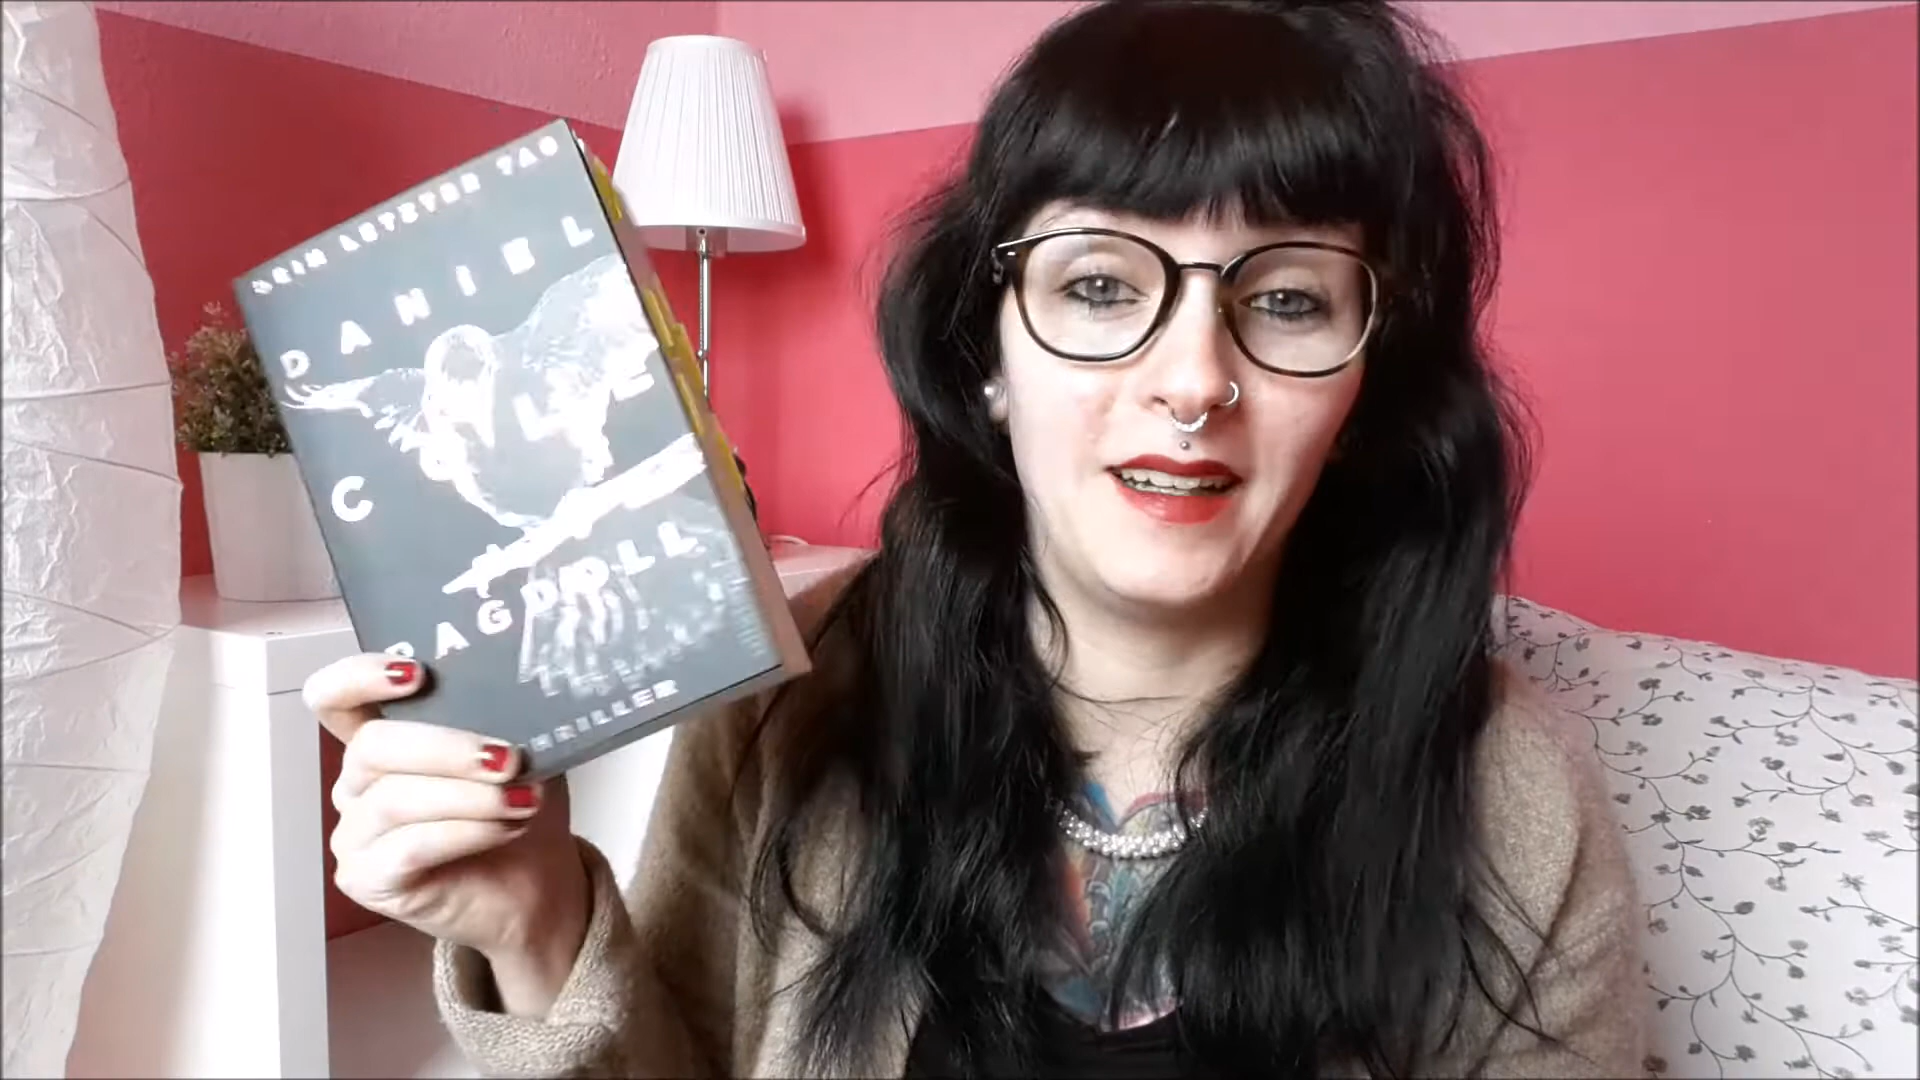 DEIN LETZTER TAG
DANIEL
COLE
RAGDOLL
THRILLER